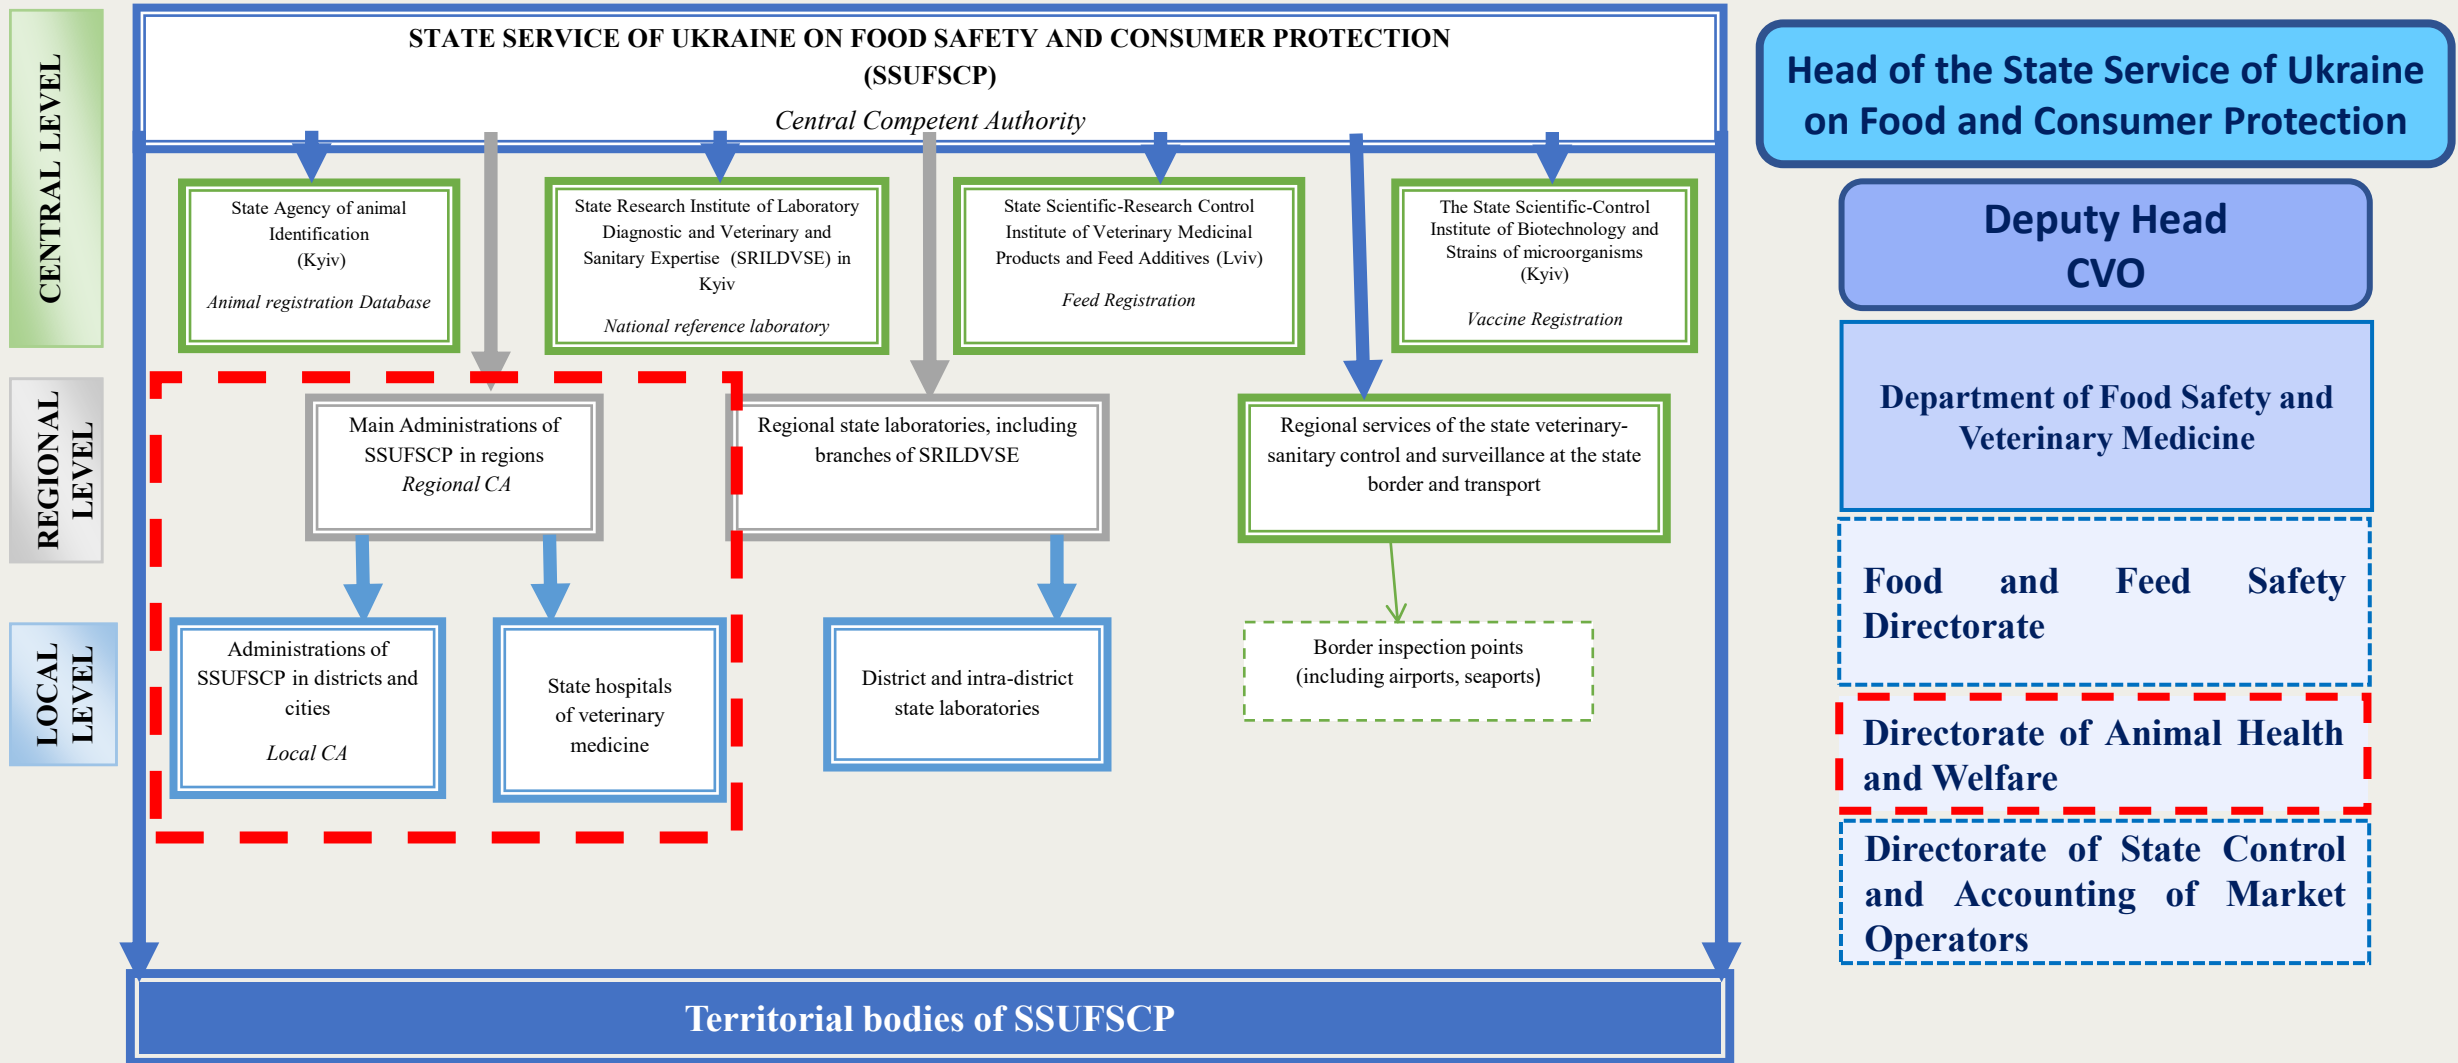 STATE SERVICE OF UKRAINE ON FOOD SAFETY AND CONSUMER PROTECTION
(SSUFSCP)
Central Competent Authority
CENTRAL LEVEL
State Agency of animal
Identification
(Kyiv)
Animal registration Database
State Research Institute of Laboratory
Diagnostic and Veterinary and
Sanitary Expertise (SRILDVSE) in
Kyiv
National reference laboratory
State Scientific-Research Control
Institute of Veterinary Medicinal
Products and Feed Additives (Lviv)
Feed Registration
The State Scientific-Control
Institute of Biotechnology and
Strains of microorganisms
(Kyiv)
Vaccine Registration
REGIONAL
LEVEL
Main Administrations of
SSUFSCP in regions
Regional CA
Regional state laboratories, including
branches of SRILDVSE
Regional services of the state veterinary-
sanitary control and surveillance at the state
border and transport
LOCAL
LEVEL
Administrations of
SSUFSCP in districts and
cities
Local CA
State hospitals
of veterinary
medicine
District and intra-district
state laboratories
Border inspection points
(including airports, seaports)
Territorial bodies of SSUFSCP
Head of the State Service of Ukraine
on Food and Consumer Protection
Deputy Head
CVO
Department of Food Safety and
Veterinary Medicine
Food and Feed Safety
Directorate
Directorate of Animal Health
and Welfare
Directorate of State Control
and Accounting of Market
Operators